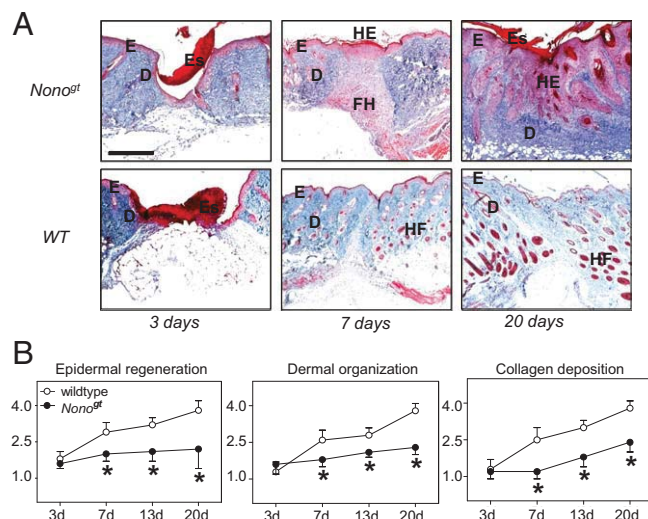 A
E
Es
D
HE
E
D
FH
E
Es
HE
D
Nono^gt
E
D
Es
E
D
HF
E
D
HF
WT
3 days
7 days
20 days
B
Epidermal regeneration
Dermal organization
Collagen deposition
wildtype
Nono^gt
4.0
2.5
1.0
* * *
3d 7d 13d 20d
4.0
2.5
1.0
* * *
3d 7d 13d 20d
4.0
2.5
1.0
* * *
3d 7d 13d 20d